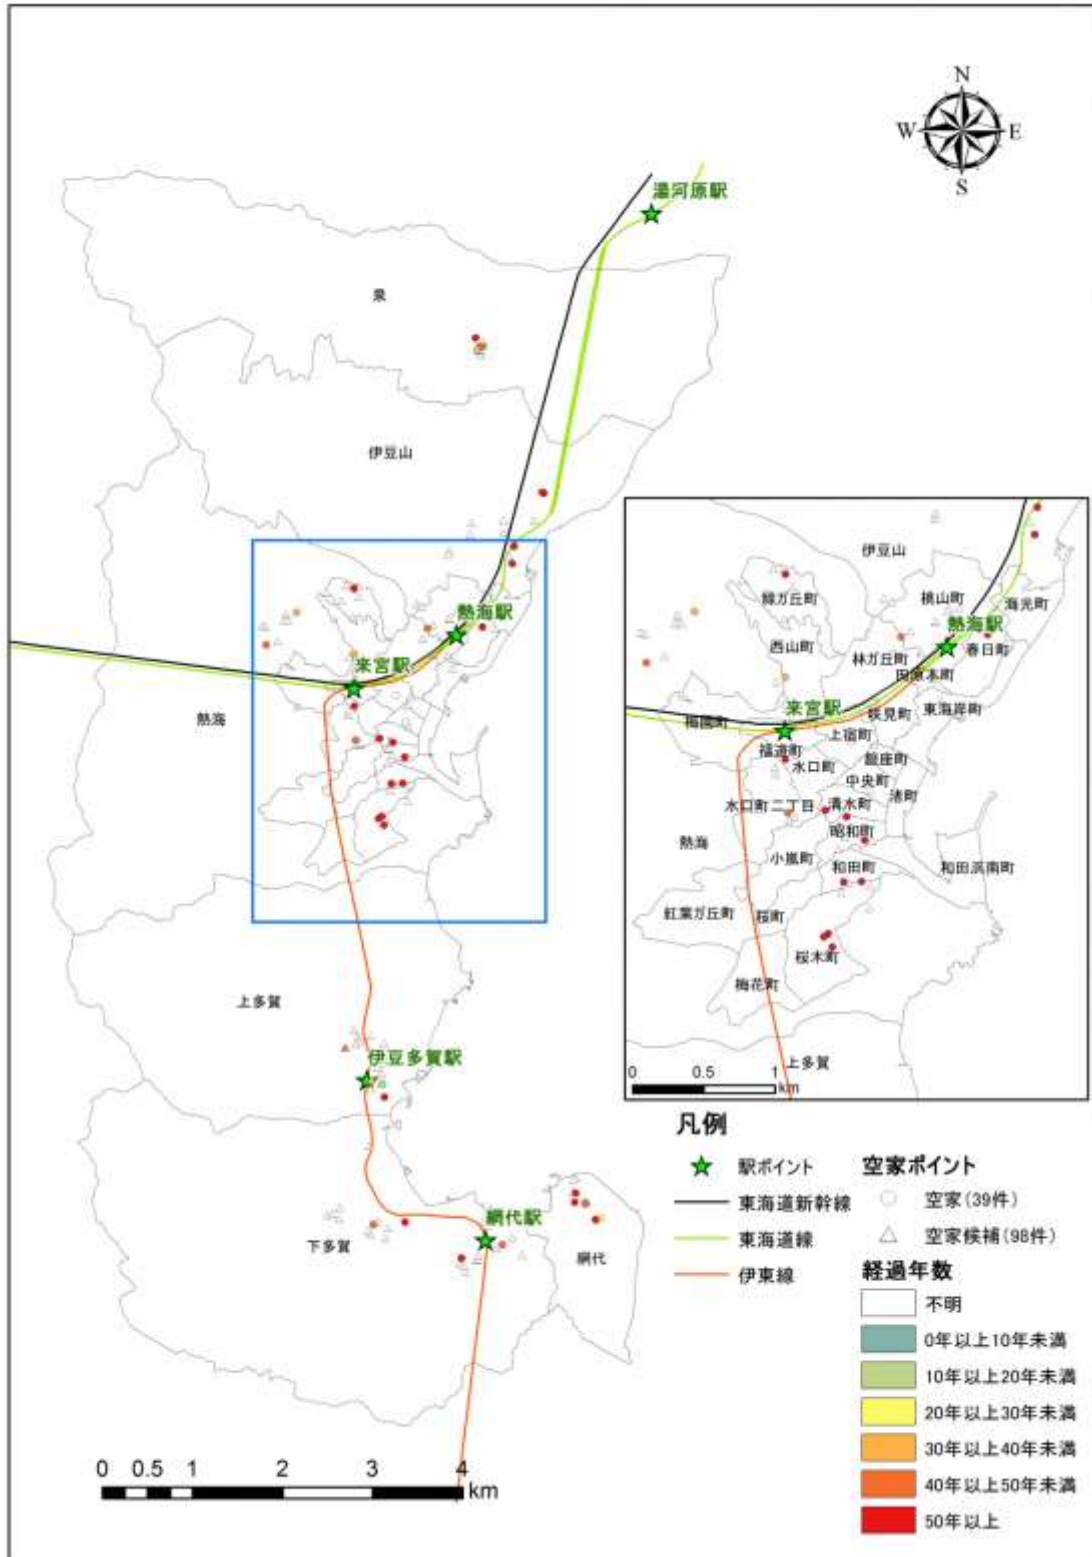 N
W E
S
湯河原駅
泉
伊豆山
熱海駅
来宮駅
熱海
上多賀
伊豆多賀駅
下多賀
網代駅
網代
0 0.5 1 2 3 4
km
伊豆山
緑ガ丘町
桃山町
海光町
熱海駅
西山町
林ガ丘町
春日町
田原本町
梅園町
来宮駅
咲見町
東海岸町
上宿町
福道町
水口町
銀座町
中央町
渚町
水口町二丁目
清水町
昭和町
熱海
小嵐町
和田町
和田浜南町
紅葉ガ丘町
桜町
桜木町
梅花町
上多賀
0 0.5 1
km
凡例
駅ポイント
東海道新幹線
東海道線
伊東線
空家ポイント
空家(39件)
空家候補(98件)
経過年数
不明
0年以上10年未満
10年以上20年未満
20年以上30年未満
30年以上40年未満
40年以上50年未満
50年以上